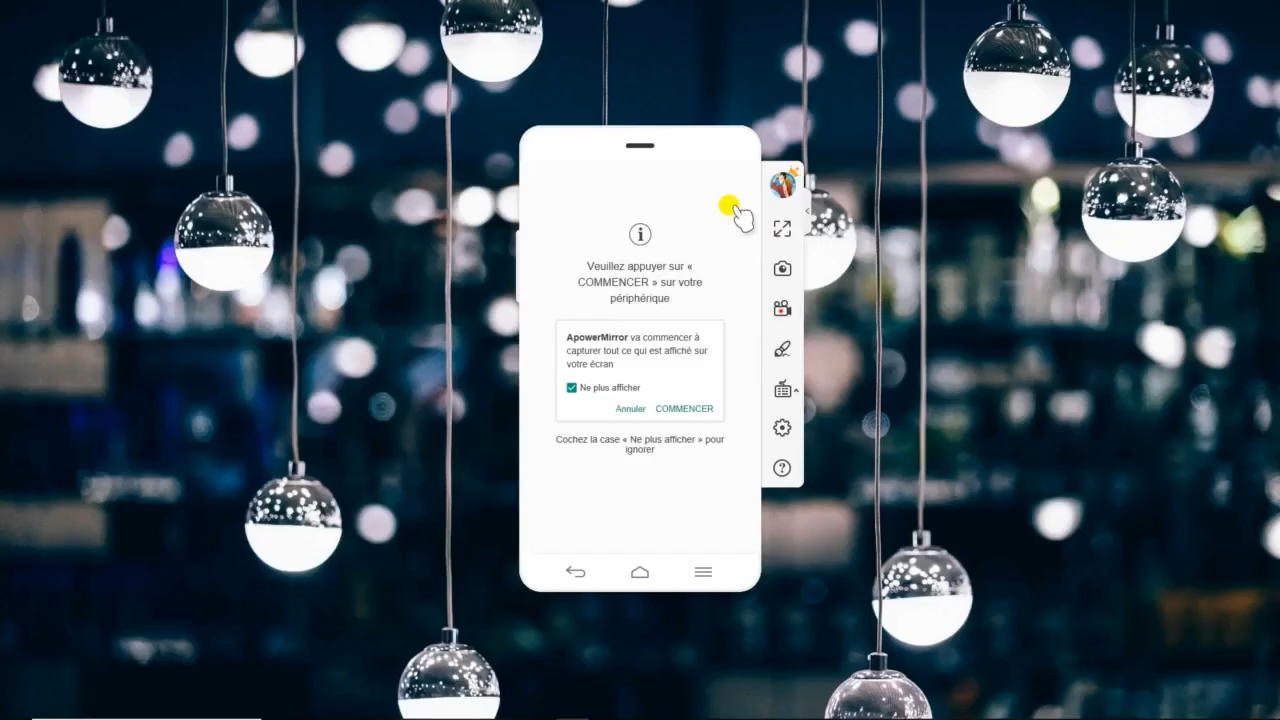 Veuillez appuyer sur «
COMMENCER » sur votre
périphérique
ApowerMirror va commencer à
capturer tout ce qui est affiché sur
votre écran
Ne plus afficher
Annuler COMMENCER
Cochez la case « Ne plus afficher » pour
ignorer